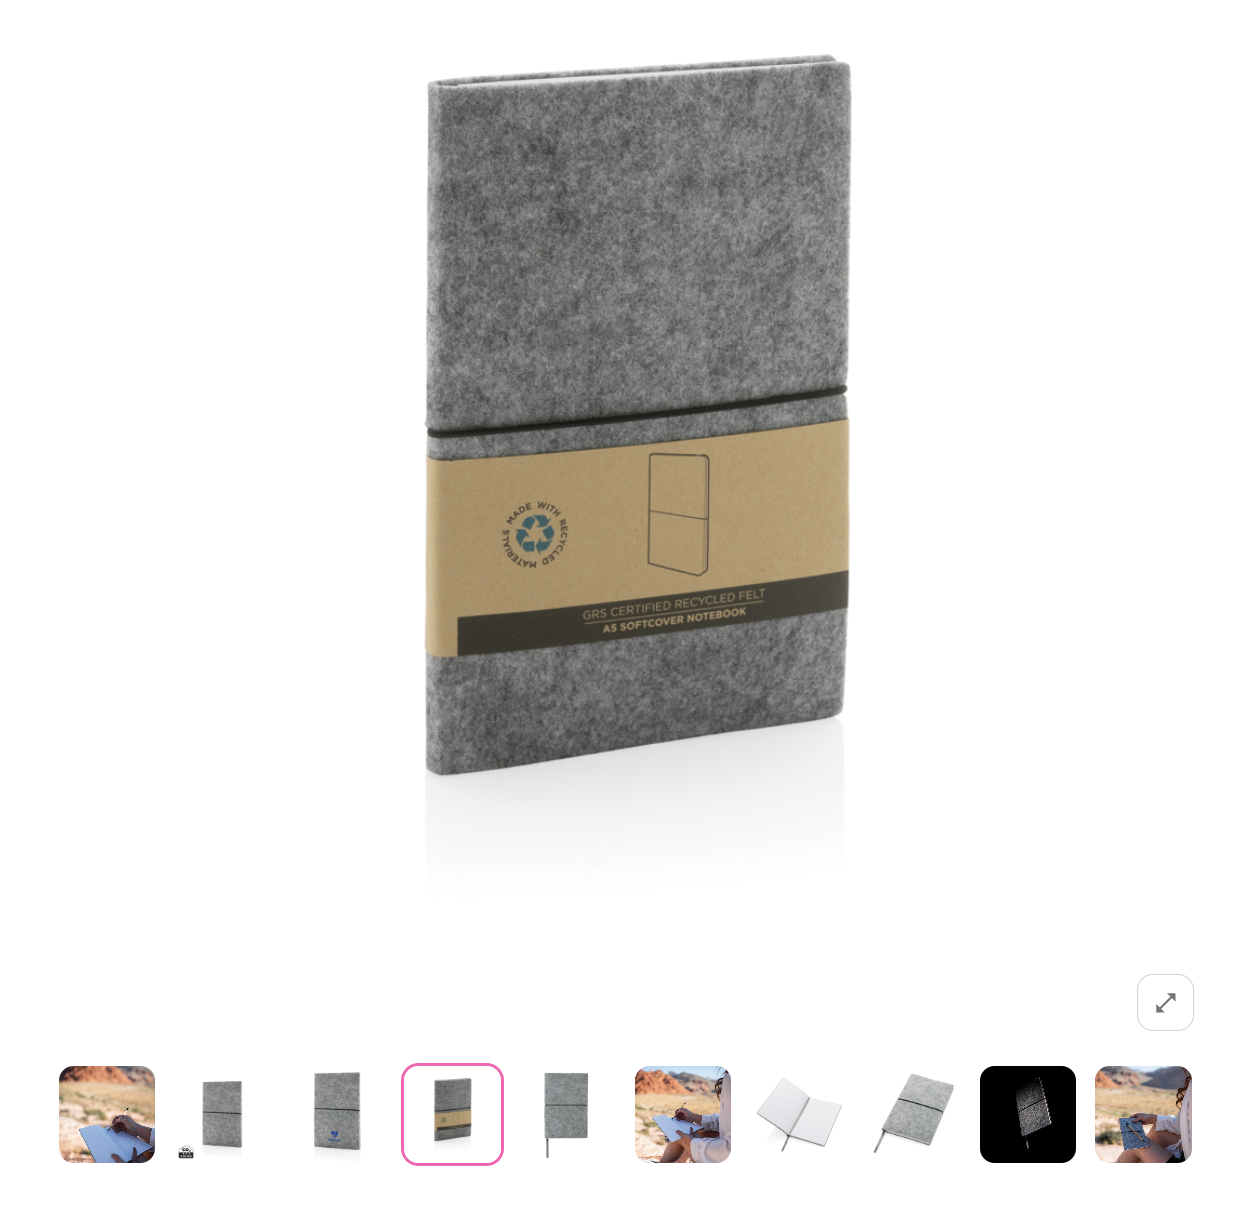 MADE WITH RECYCLED MATERIALS
GRS CERTIFIED RECYCLED FELT
A5 SOFTCOVER NOTEBOOK